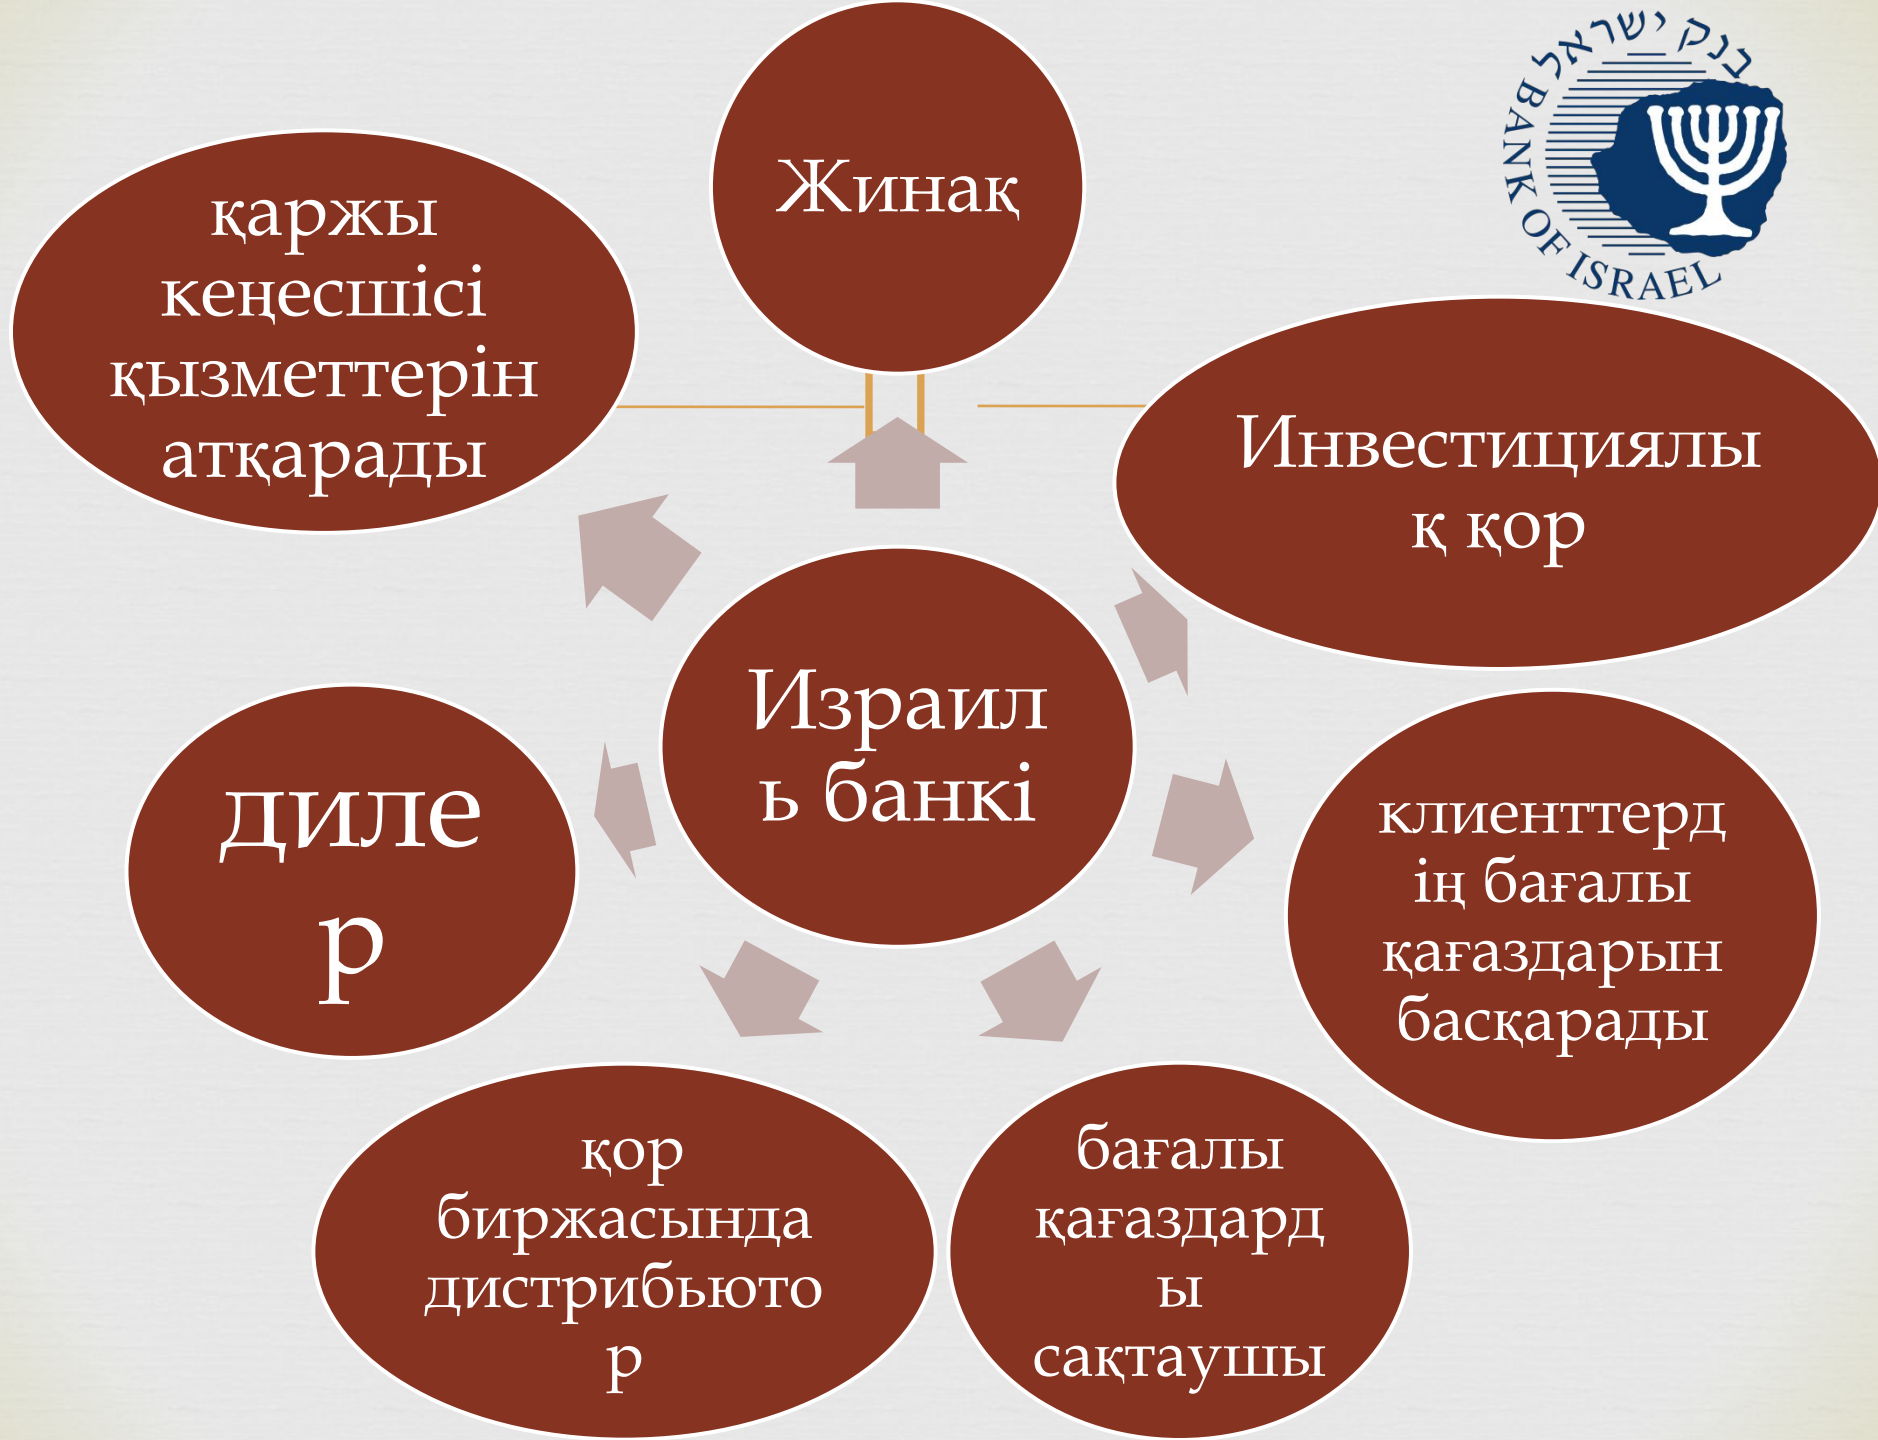 Жинақ
בנק ישראל
BANK OF ISRAEL
қаржы
кеңесшісі
қызметтерін
атқарады
Инвестициялы
қ қор
Израил
ь банкі
диле
р
клиенттерд
ің бағалы
қағаздарын
басқарады
қор
биржасында
дистрибьюто
р
бағалы
қағаздард
ы
сақтаушы